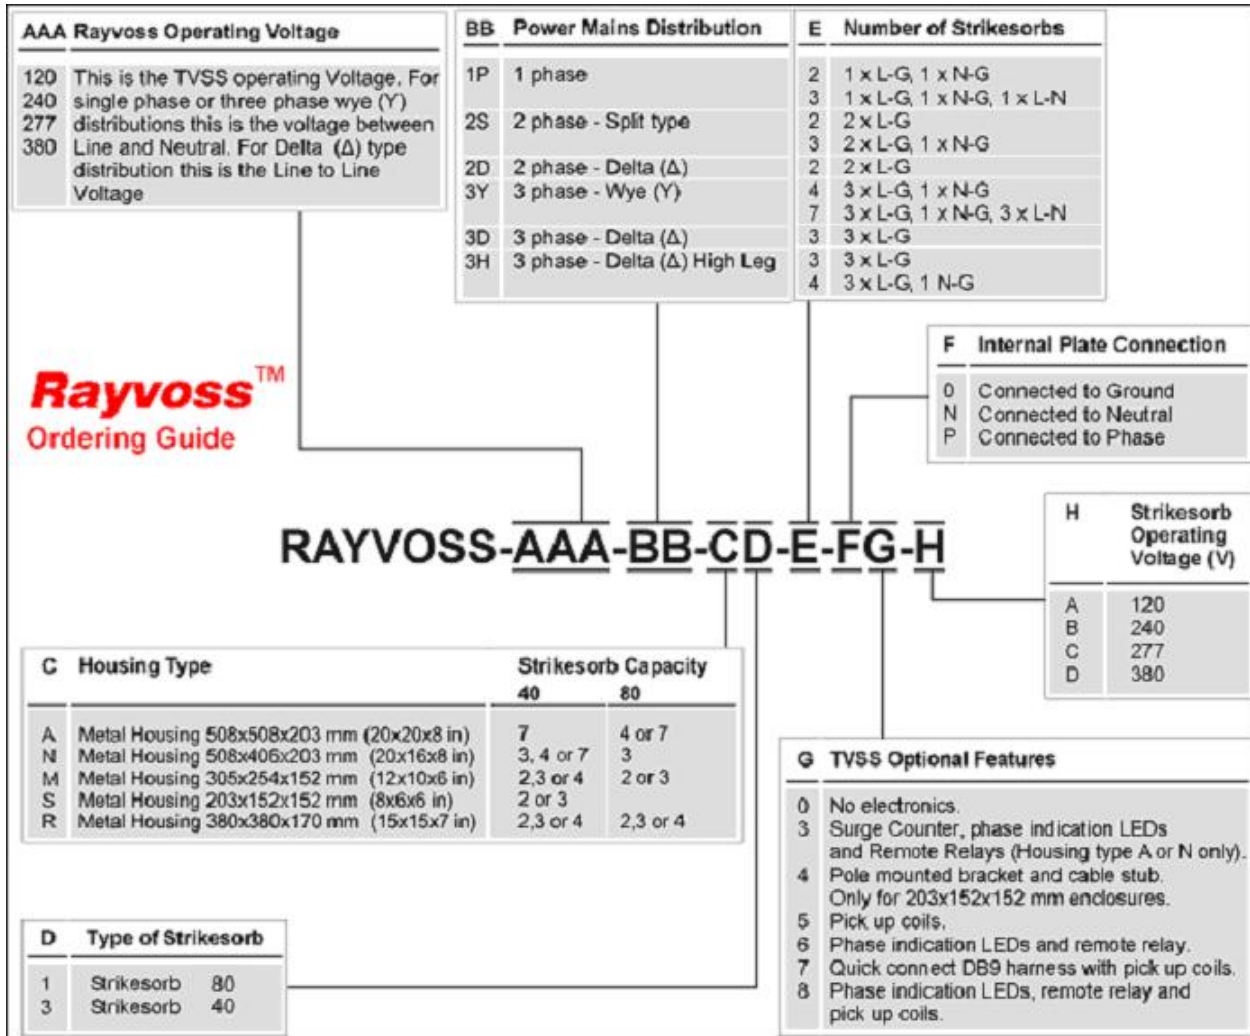 AAA Rayvoss Operating Voltage
120 This is the TVSS operating Voltage. For
240 single phase or three phase wye (Y)
277 distributions this is the voltage between
380 Line and Neutral. For Delta (Δ) type
distribution this is the Line to Line
Voltage
BB Power Mains Distribution
1P 1 phase
2S 2 phase - Split type
2D 2 phase - Delta (Δ)
3Y 3 phase - Wye (Y)
3D 3 phase - Delta (Δ)
3H 3 phase - Delta (Δ) High Leg
E Number of Strikesorbs
2 1 x L-G, 1 x N-G
3 1 x L-G, 1 x N-G, 1 x L-N
2 2 x L-G
3 2 x L-G, 1 x N-G
2 2 x L-G
4 3 x L-G, 1 x N-G
7 3 x L-G, 1 x N-G, 3 x L-N
3 3 x L-G
3 3 x L-G
4 3 x L-G, 1 N-G
Rayvoss™
Ordering Guide
F Internal Plate Connection
0 Connected to Ground
N Connected to Neutral
P Connected to Phase
RAYVOSS-AAA-BB-CD-E-FG-H
H Strikesorb
Operating
Voltage (V)
A 120
B 240
C 277
D 380
C Housing Type Strikesorb Capacity
40 80
A Metal Housing 508x508x203 mm (20x20x8 in) 7 4 or 7
N Metal Housing 508x406x203 mm (20x16x8 in) 3, 4 or 7 3
M Metal Housing 305x254x152 mm (12x10x6 in) 2,3 or 4 2 or 3
S Metal Housing 203x152x152 mm (8x6x6 in) 2 or 3
R Metal Housing 380x380x170 mm (15x15x7 in) 2,3 or 4 2,3 or 4
G TVSS Optional Features
0 No electronics.
3 Surge Counter, phase indication LEDs
and Remote Relays (Housing type A or N only).
4 Pole mounted bracket and cable stub.
Only for 203x152x152 mm enclosures.
5 Pick up coils.
6 Phase indication LEDs and remote relay.
7 Quick connect DB9 harness with pick up coils.
8 Phase indication LEDs, remote relay and
pick up coils.
D Type of Strikesorb
1 Strikesorb 80
3 Strikesorb 40